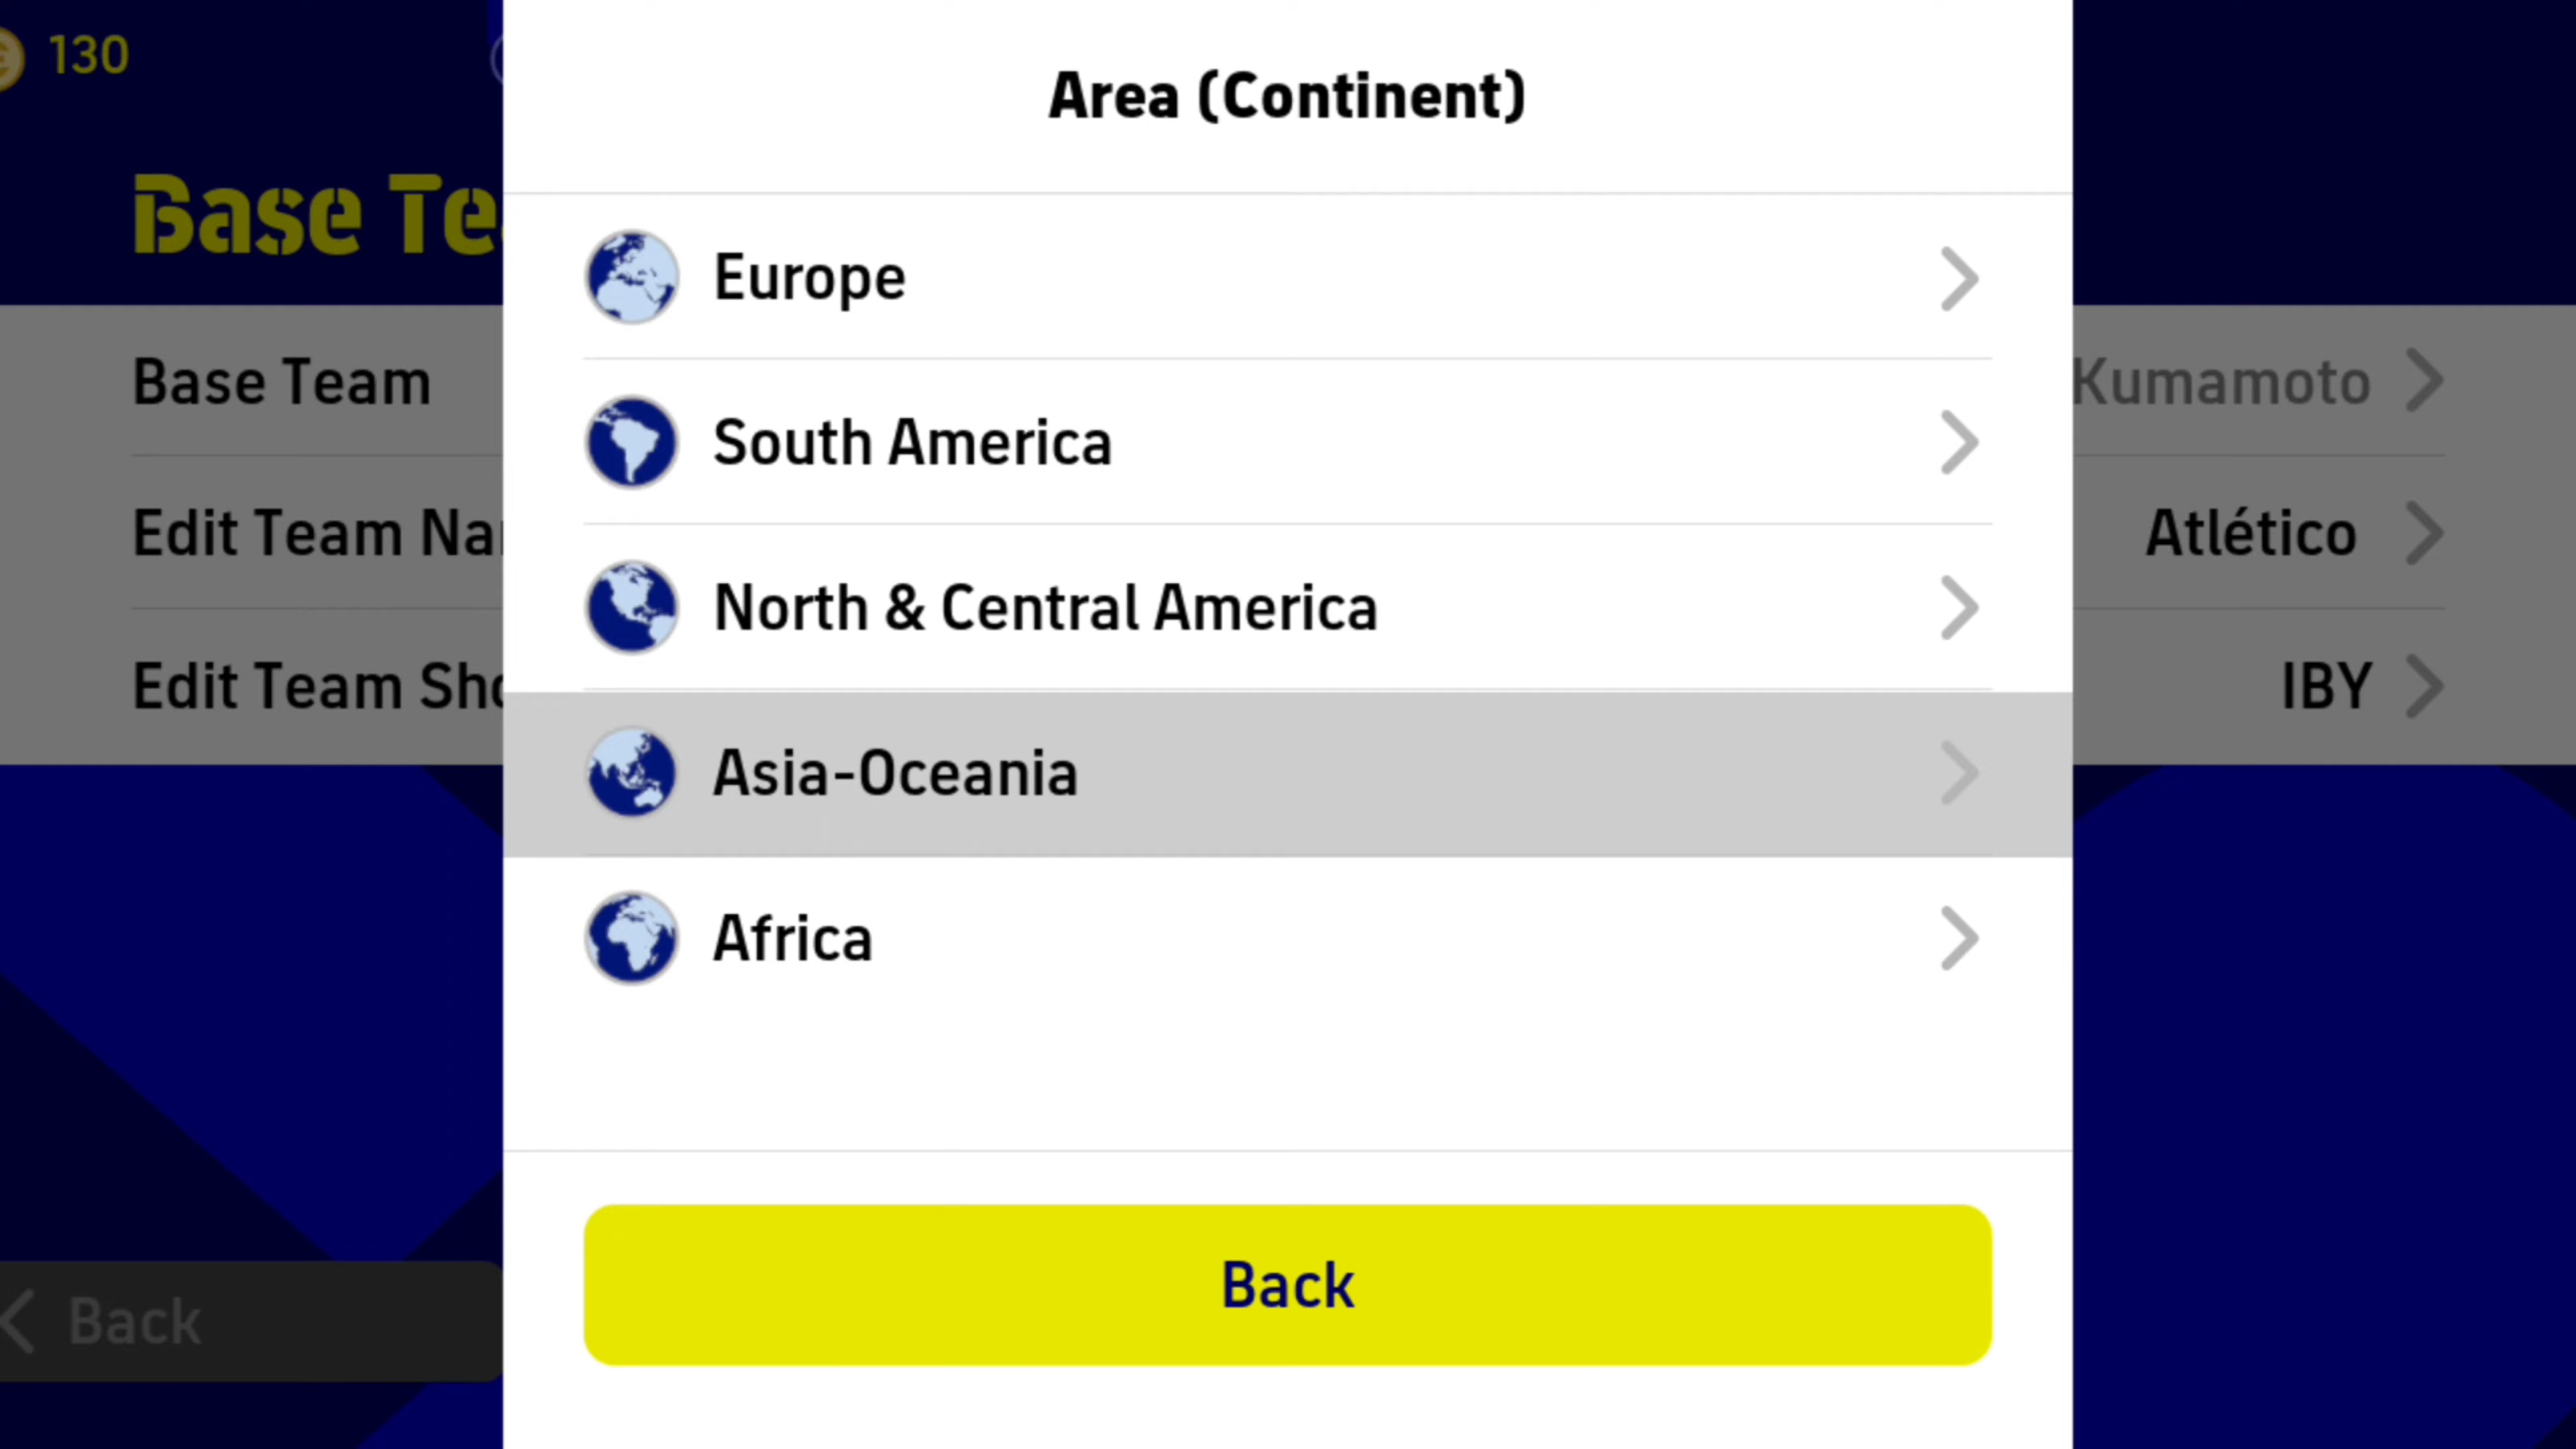 130
Area (Continent)
Base Te
Europe
Base Team
Kumamoto
South America
Edit Team Na
Atlético
North & Central America
Edit Team Sho
IBY
Asia-Oceania
Africa
Back
Back